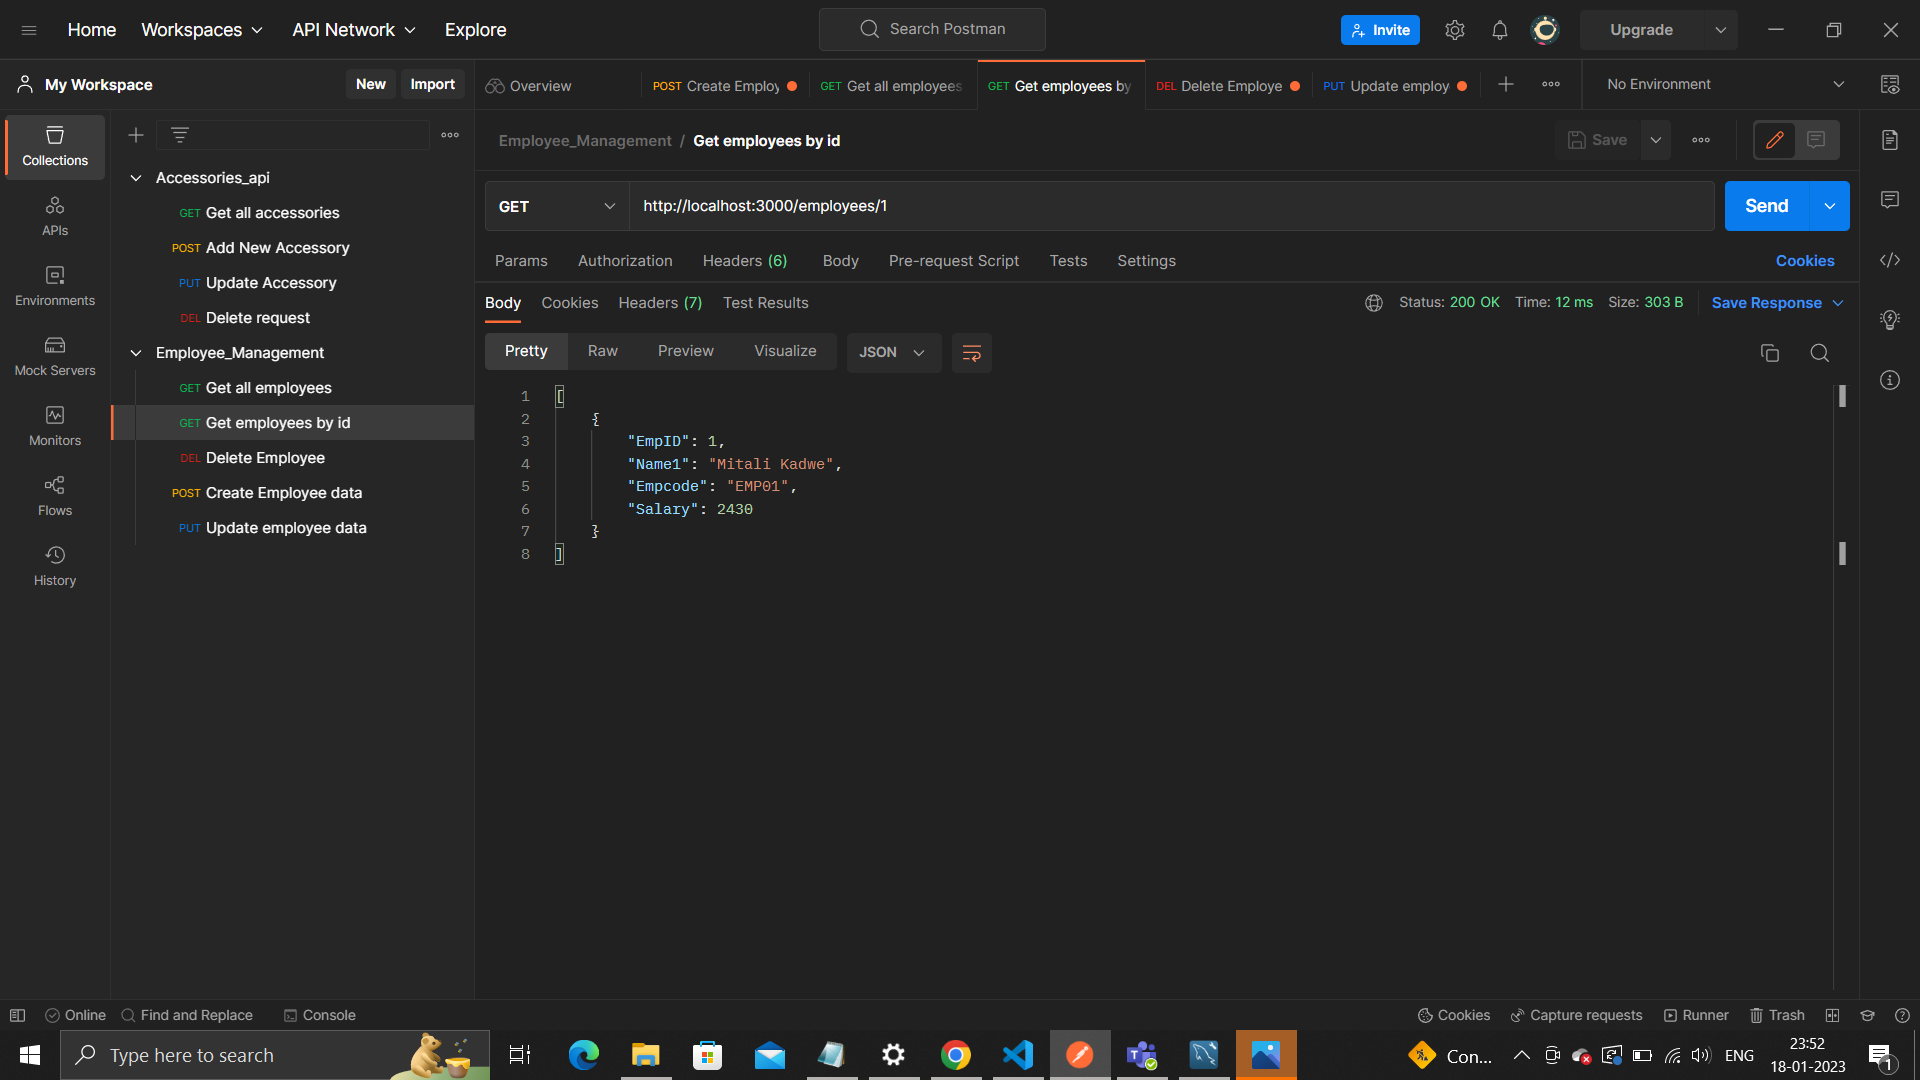 Home Workspaces API Network Explore
Search Postman
Invite
Upgrade
My Workspace New Import
Overview
POST Create Employ
GET Get all employees
GET Get employees by
DEL Delete Employe
PUT Update employ
No Environment
Collections
APIs
Environments
Mock Servers
Monitors
Flows
History
Accessories_api
GET Get all accessories
POST Add New Accessory
PUT Update Accessory
DEL Delete request
Employee_Management
GET Get all employees
GET Get employees by id
DEL Delete Employee
POST Create Employee data
PUT Update employee data
Employee_Management / Get employees by id
Save
GET http://localhost:3000/employees/1
Send
Params Authorization Headers (6) Body Pre-request Script Tests Settings
Cookies
Body Cookies Headers (7) Test Results
Status: 200 OK Time: 12 ms Size: 303 B Save Response
Pretty Raw Preview Visualize JSON
1 [
2 {
3 "EmpID": 1,
4 "Name1": "Mitali Kadwe",
5 "Empcode": "EMP01",
6 "Salary": 2430
7 }
8 ]
Online Find and Replace Console
Cookies Capture requests Runner Trash
Type here to search
Con...
ENG
23:52
18-01-2023
1